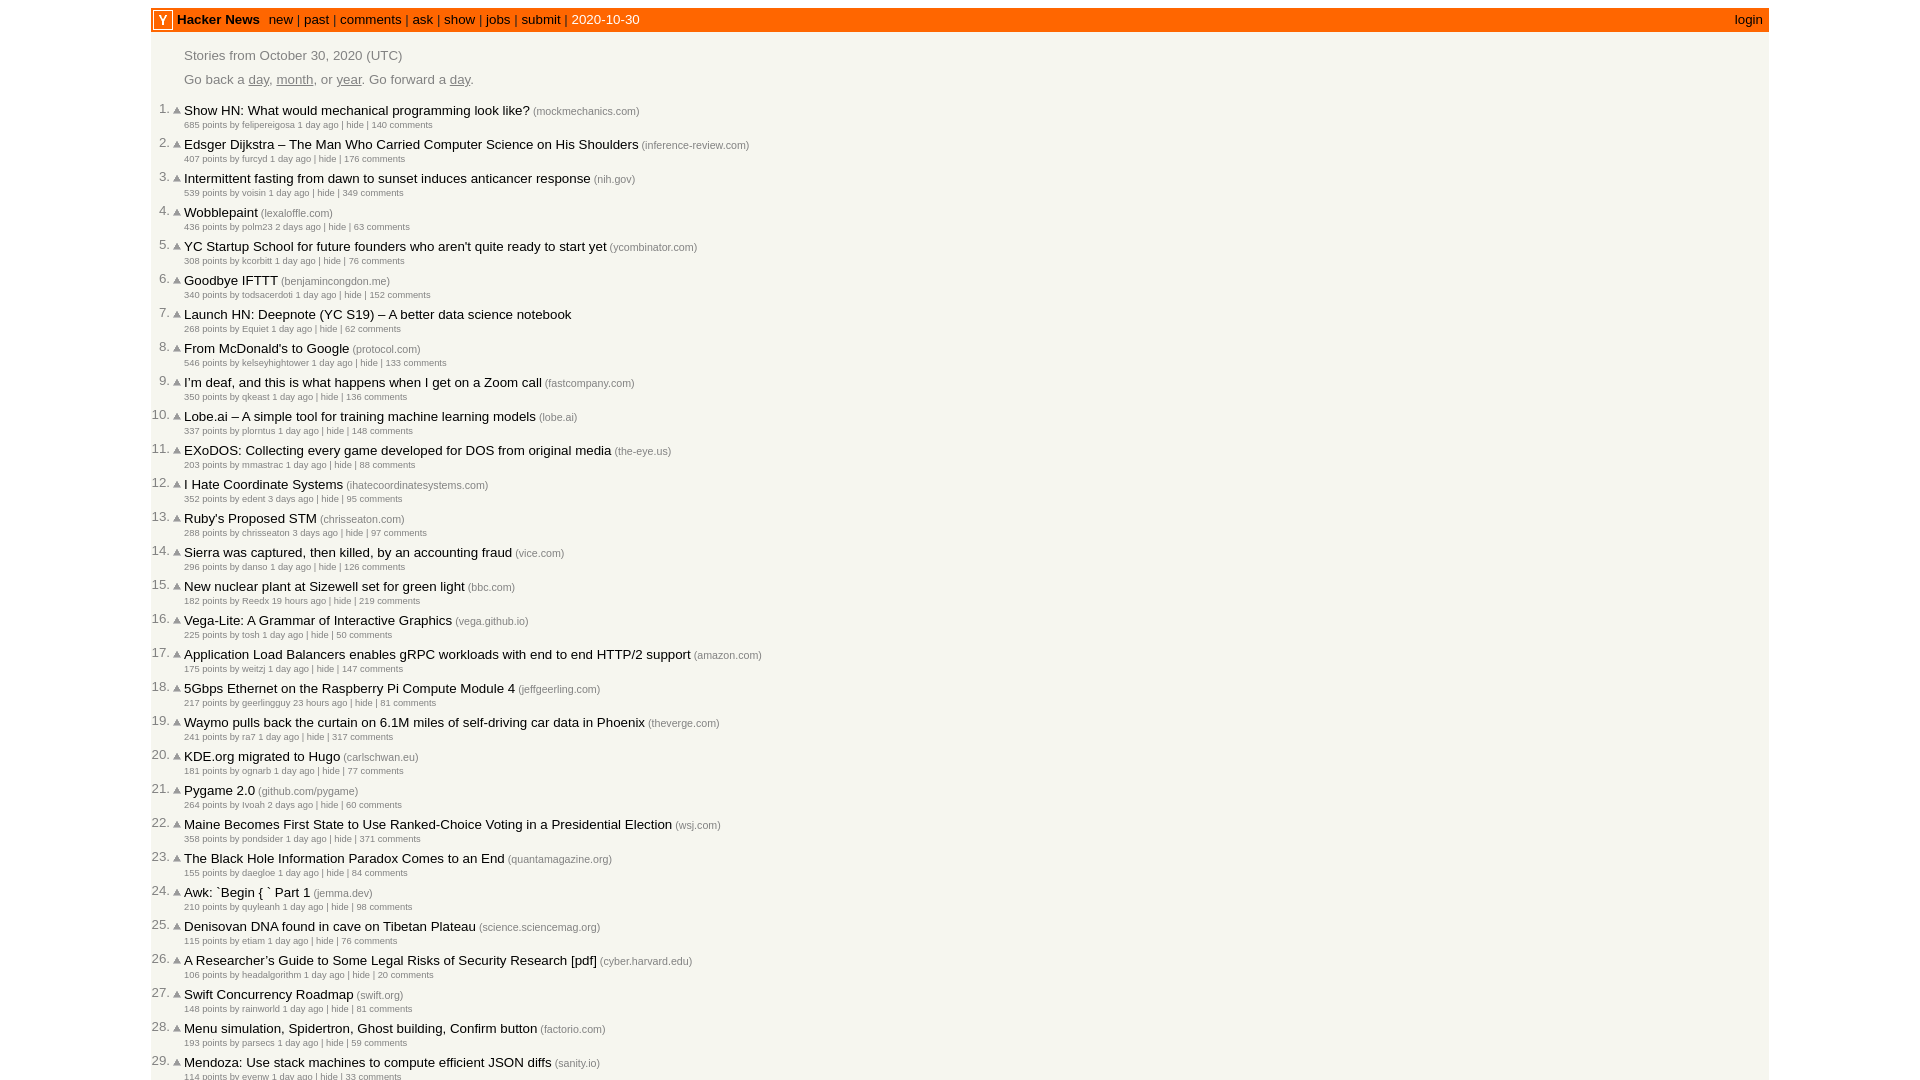 Y Hacker News new | past | comments | ask | show | jobs | submit | 2020-10-30 login
Stories from October 30, 2020 (UTC)
Go back a day, month, or year. Go forward a day.
1. Show HN: What would mechanical programming look like? (mockmechanics.com)
685 points by felipereigosa 1 day ago | hide | 140 comments
2. Edsger Dijkstra – The Man Who Carried Computer Science on His Shoulders (inference-review.com)
407 points by furcyd 1 day ago | hide | 176 comments
3. Intermittent fasting from dawn to sunset induces anticancer response (nih.gov)
539 points by voisin 1 day ago | hide | 349 comments
4. Wobblepaint (lexaloffle.com)
436 points by polm23 2 days ago | hide | 63 comments
5. YC Startup School for future founders who aren't quite ready to start yet (ycombinator.com)
308 points by kcorbitt 1 day ago | hide | 76 comments
6. Goodbye IFTTT (benjamincongdon.me)
340 points by todsacerdoti 1 day ago | hide | 152 comments
7. Launch HN: Deepnote (YC S19) – A better data science notebook
268 points by Equiet 1 day ago | hide | 62 comments
8. From McDonald's to Google (protocol.com)
546 points by kelseyhightower 1 day ago | hide | 133 comments
9. I’m deaf, and this is what happens when I get on a Zoom call (fastcompany.com)
350 points by qkeast 1 day ago | hide | 136 comments
10. Lobe.ai – A simple tool for training machine learning models (lobe.ai)
337 points by plorntus 1 day ago | hide | 148 comments
11. EXoDOS: Collecting every game developed for DOS from original media (the-eye.us)
203 points by mmastrac 1 day ago | hide | 88 comments
12. I Hate Coordinate Systems (ihatecoordinatesystems.com)
352 points by edent 3 days ago | hide | 95 comments
13. Ruby's Proposed STM (chrisseaton.com)
288 points by chrisseaton 3 days ago | hide | 97 comments
14. Sierra was captured, then killed, by an accounting fraud (vice.com)
296 points by danso 1 day ago | hide | 126 comments
15. New nuclear plant at Sizewell set for green light (bbc.com)
182 points by Reedx 19 hours ago | hide | 219 comments
16. Vega-Lite: A Grammar of Interactive Graphics (vega.github.io)
225 points by tosh 1 day ago | hide | 50 comments
17. Application Load Balancers enables gRPC workloads with end to end HTTP/2 support (amazon.com)
175 points by weitzj 1 day ago | hide | 147 comments
18. 5Gbps Ethernet on the Raspberry Pi Compute Module 4 (jeffgeerling.com)
217 points by geerlingguy 23 hours ago | hide | 81 comments
19. Waymo pulls back the curtain on 6.1M miles of self-driving car data in Phoenix (theverge.com)
241 points by ra7 1 day ago | hide | 317 comments
20. KDE.org migrated to Hugo (carlschwan.eu)
181 points by ognarb 1 day ago | hide | 77 comments
21. Pygame 2.0 (github.com/pygame)
264 points by Ivoah 2 days ago | hide | 60 comments
22. Maine Becomes First State to Use Ranked-Choice Voting in a Presidential Election (wsj.com)
358 points by pondsider 1 day ago | hide | 371 comments
23. The Black Hole Information Paradox Comes to an End (quantamagazine.org)
155 points by daegloe 1 day ago | hide | 84 comments
24. Awk: `Begin { ` Part 1 (jemma.dev)
210 points by quyleanh 1 day ago | hide | 98 comments
25. Denisovan DNA found in cave on Tibetan Plateau (science.sciencemag.org)
115 points by etiam 1 day ago | hide | 76 comments
26. A Researcher’s Guide to Some Legal Risks of Security Research [pdf] (cyber.harvard.edu)
106 points by headalgorithm 1 day ago | hide | 20 comments
27. Swift Concurrency Roadmap (swift.org)
148 points by rainworld 1 day ago | hide | 81 comments
28. Menu simulation, Spidertron, Ghost building, Confirm button (factorio.com)
193 points by parsecs 1 day ago | hide | 59 comments
29. Mendoza: Use stack machines to compute efficient JSON diffs (sanity.io)
114 points by evenw 1 day ago | hide | 33 comments